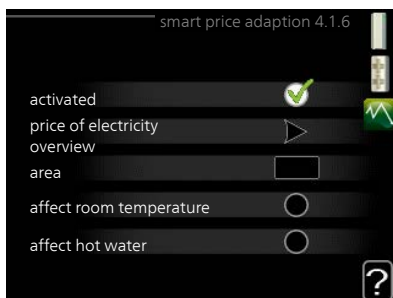 smart price adaption 4.1.6
activated
price of electricity
overview
area
affect room temperature
affect hot water
?